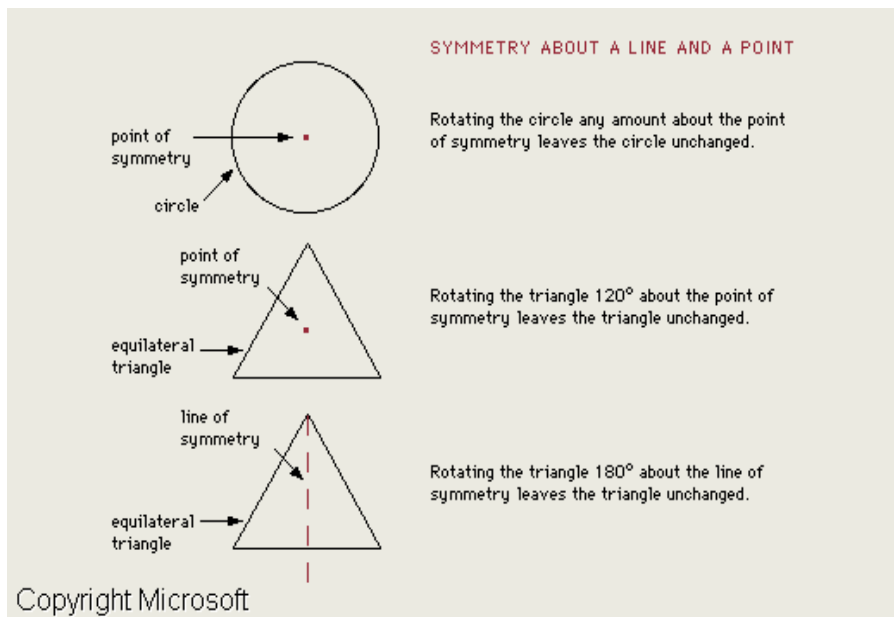 SYMMETRY ABOUT A LINE AND A POINT
point of
symmetry
circle
Rotating the circle any amount about the point
of symmetry leaves the circle unchanged.
point of
symmetry
equilateral
triangle
Rotating the triangle 120° about the point of
symmetry leaves the triangle unchanged.
line of
symmetry
equilateral
triangle
Rotating the triangle 180° about the line of
symmetry leaves the triangle unchanged.
Copyright Microsoft